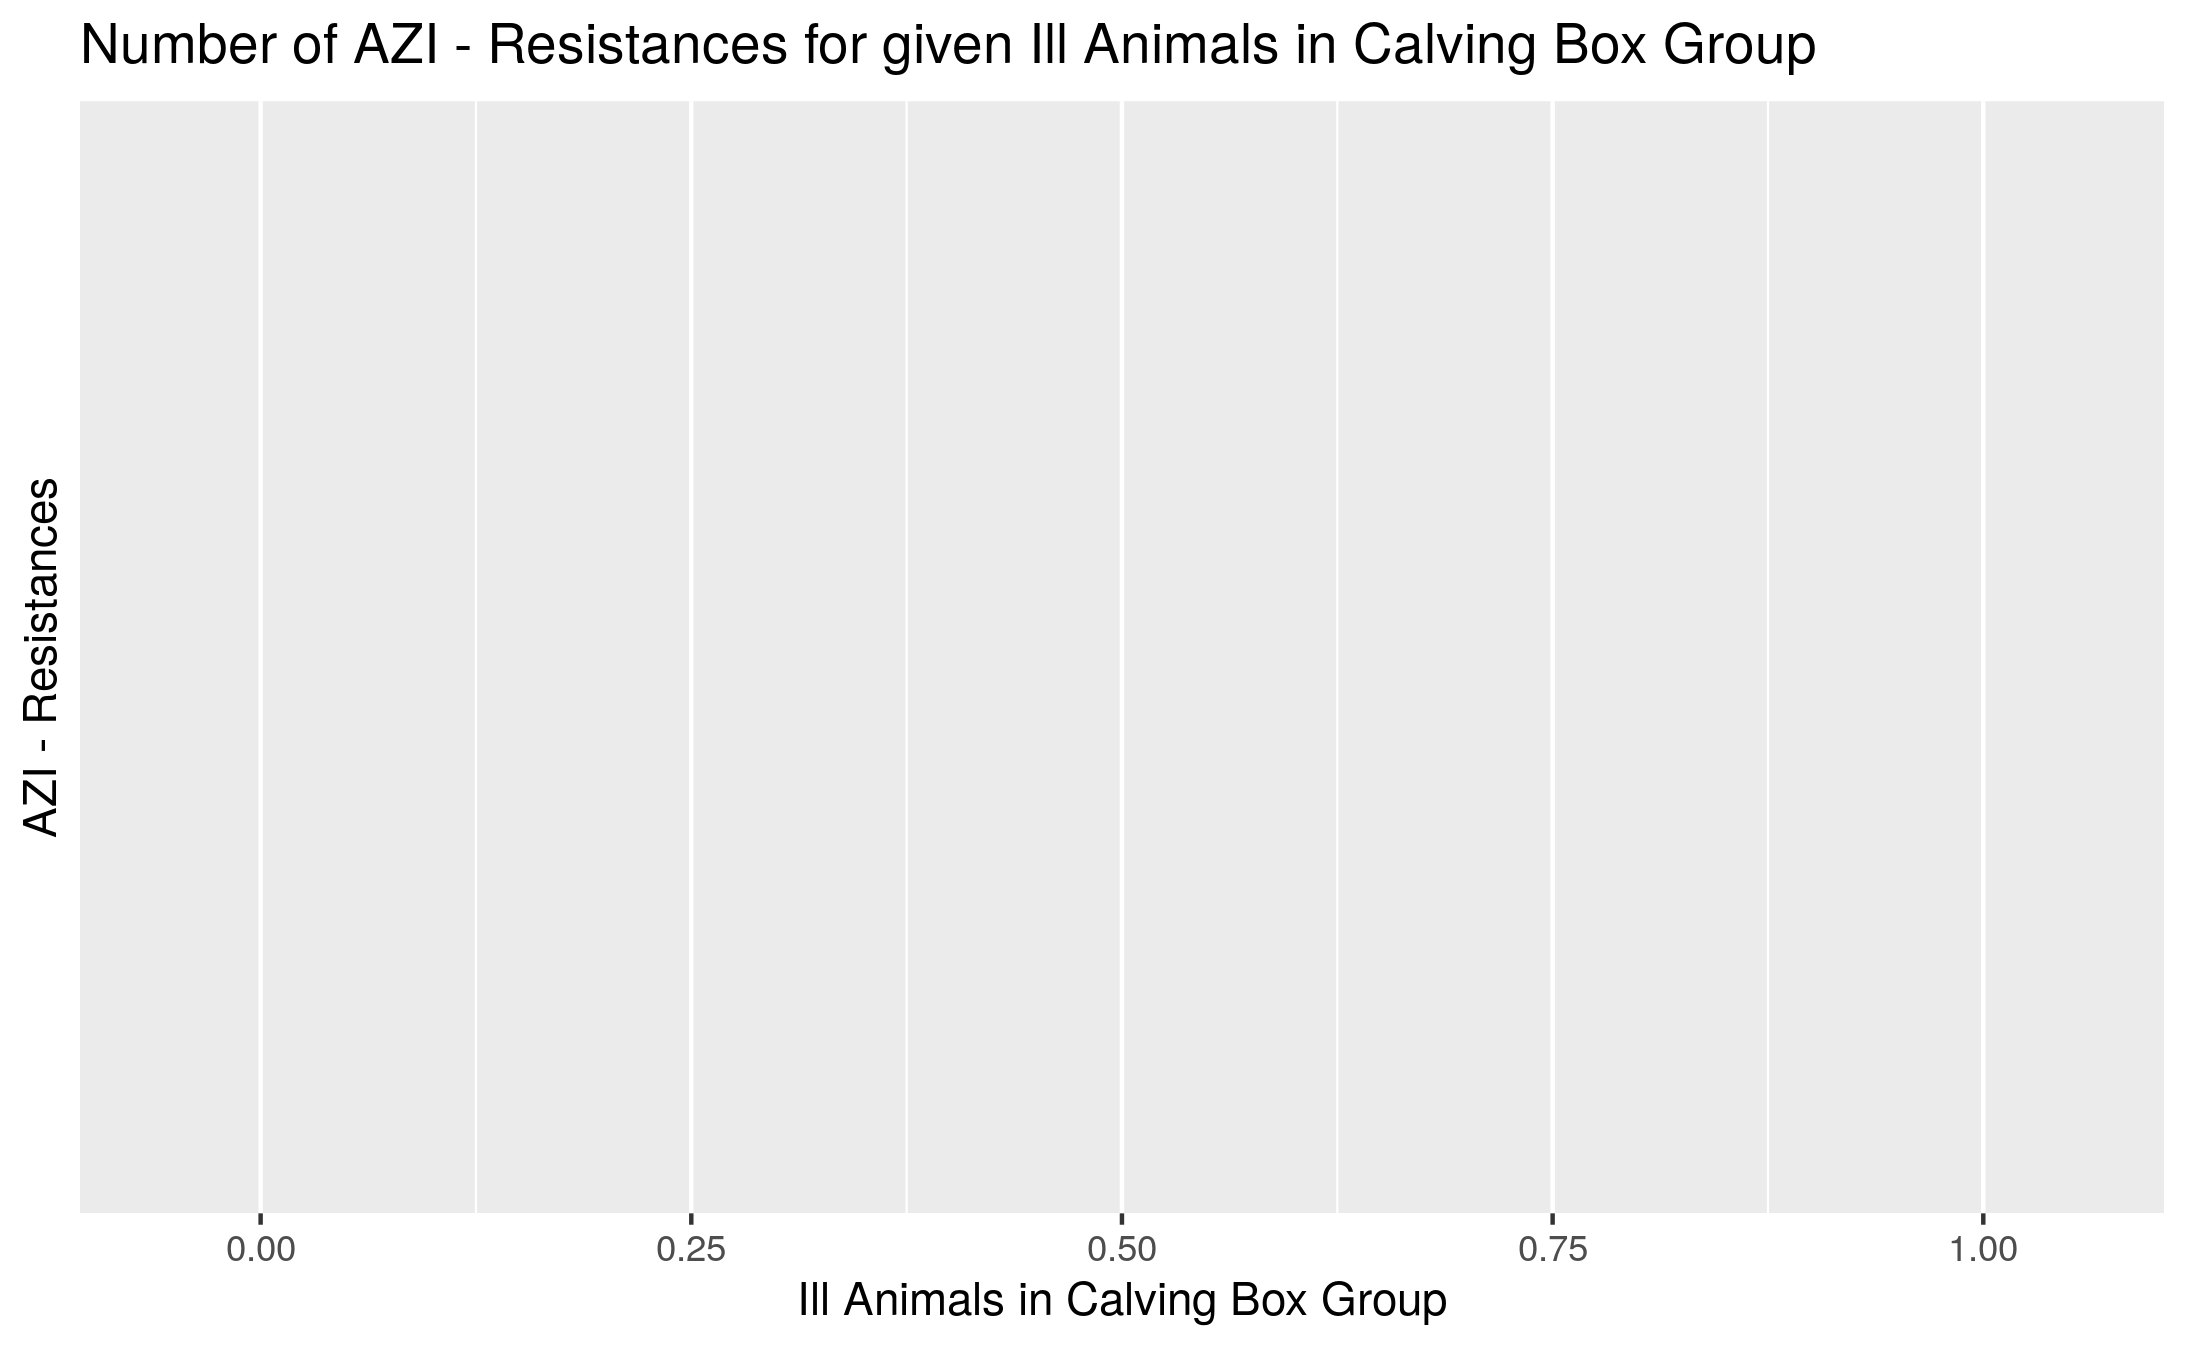 Number of AZI - Resistances for given Ill Animals in Calving Box Group
AZI - Resistances
0.00 0.25 0.50 0.75 1.00
Ill Animals in Calving Box Group